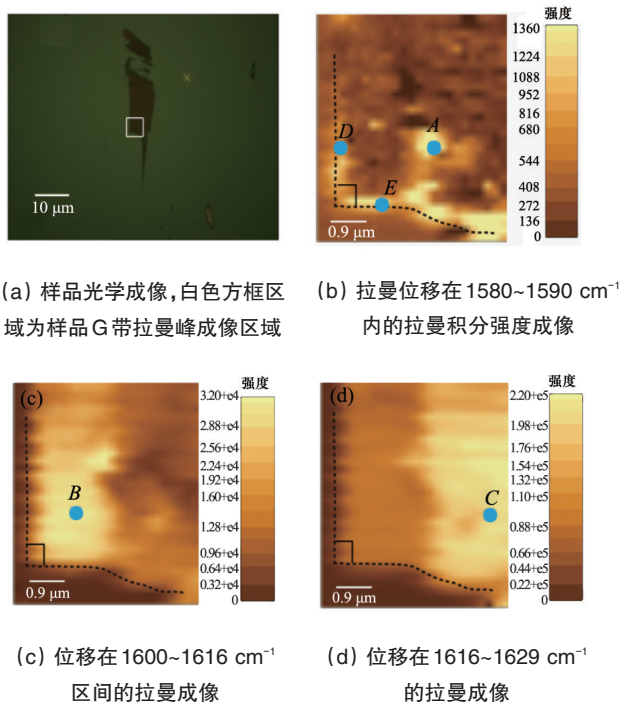 10 μm
强度
1360
1224
1088
952
816
680
544
408
272
136
0
D
A
E
0.9 μm
(a) 样品光学成像,白色方框区
域为样品G带拉曼峰成像区域
(b) 拉曼位移在1580~1590 cm⁻¹
内的拉曼积分强度成像
(c)
强度
3.20+e4
2.88+e4
2.56+e4
2.24+e4
1.92+e4
1.60+e4
1.28+e4
0.96+e4
0.64+e4
0.32+e4
0
B
0.9 μm
(d)
强度
2.20+e5
1.98+e5
1.76+e5
1.54+e5
1.32+e5
1.10+e5
0.88+e5
0.66+e5
0.44+e5
0.22+e5
0
C
0.9 μm
(c) 位移在1600~1616 cm⁻¹
区间的拉曼成像
(d) 位移在1616~1629 cm⁻¹
的拉曼成像